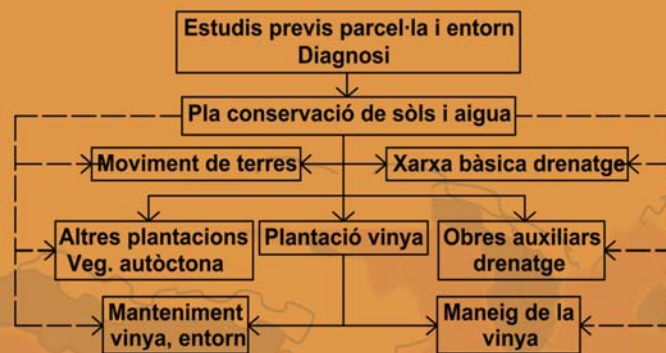 Estudis previs parcel·la i entorn
Diagnosi
Pla conservació de sòls i aigua
Moviment de terres
Xarxa bàsica drenatge
Altres plantacions
Veg. autòctona
Plantació vinya
Obres auxiliars
drenatge
Manteniment
vinya, entorn
Maneig de la
vinya